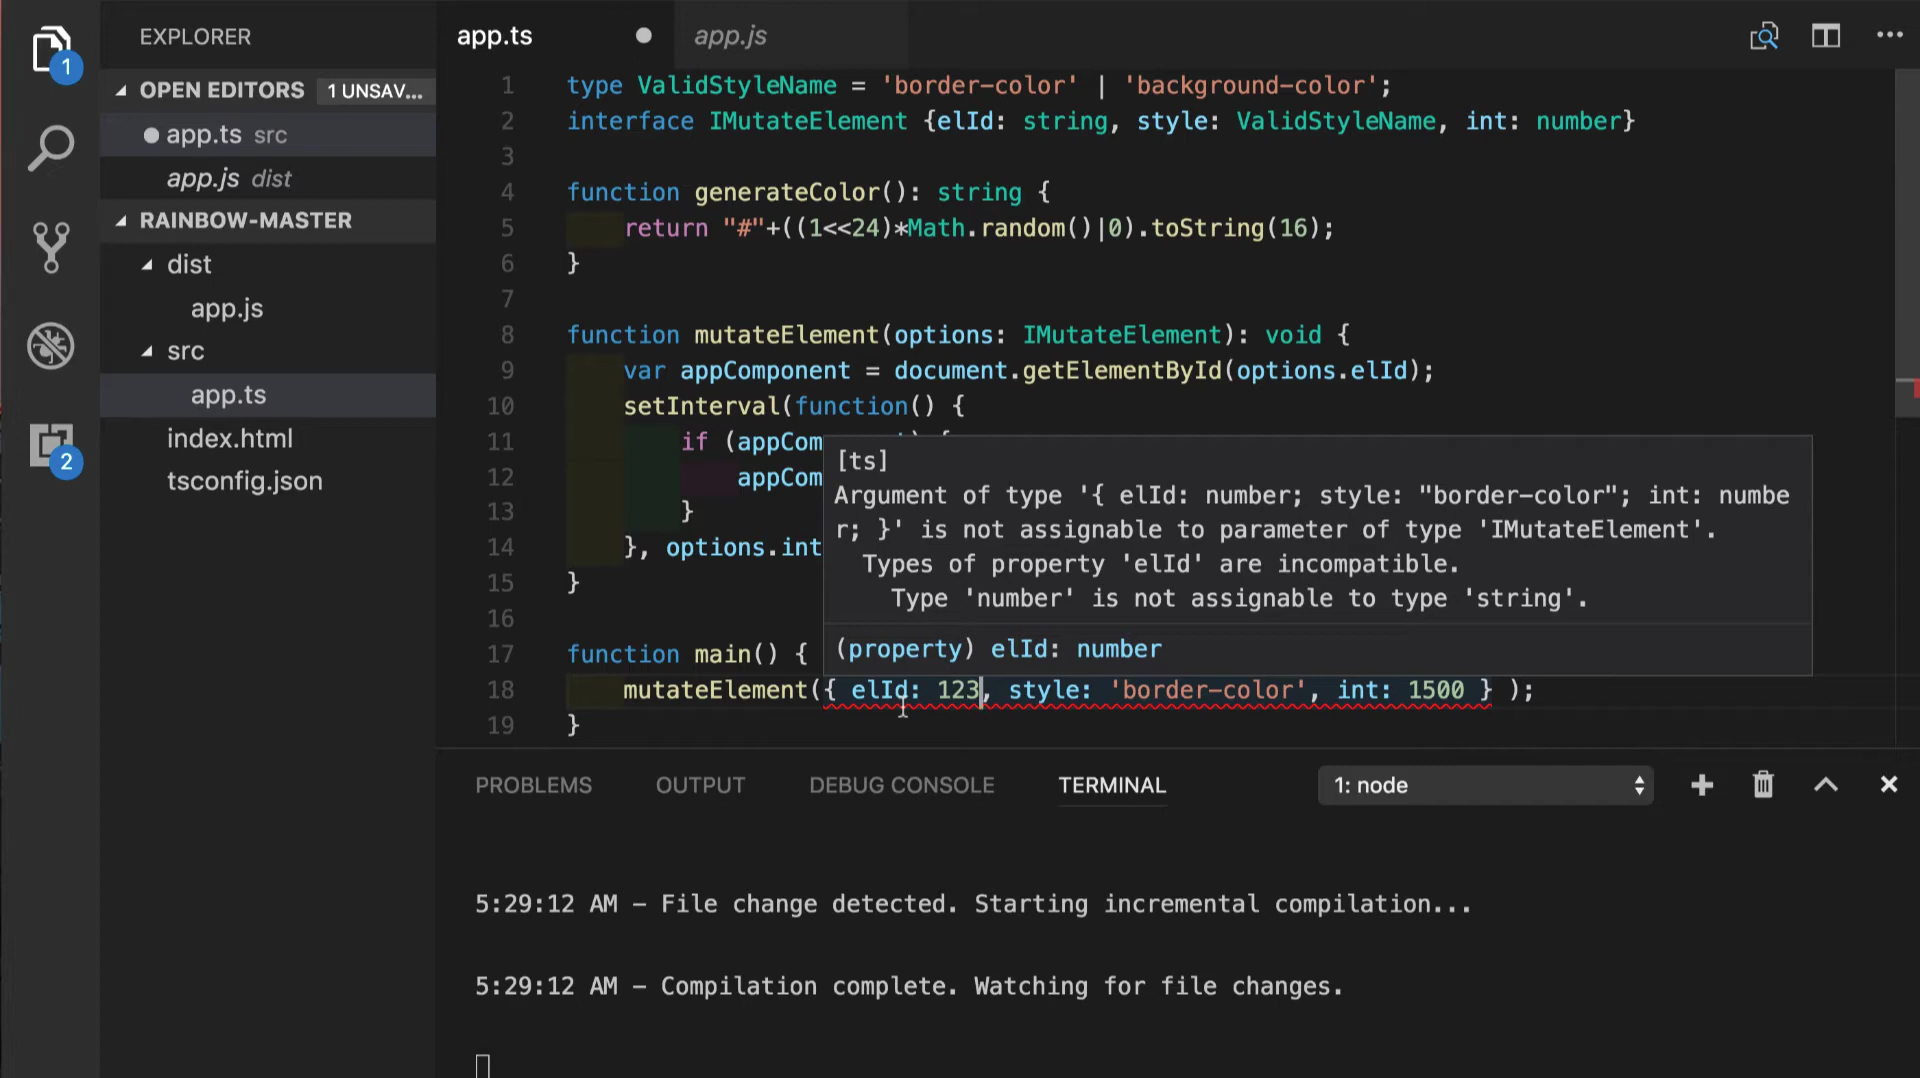 EXPLORER
1
OPEN EDITORS 1 UNSAV...
app.ts src
app.js dist
RAINBOW-MASTER
dist
app.js
src
app.ts
index.html
tsconfig.json
2
app.ts
app.js
1 type ValidStyleName = 'border-color' | 'background-color';
2 interface IMutateElement {elId: string, style: ValidStyleName, int: number}
3
4 function generateColor(): string {
5 return "#"+((1<<24)*Math.random()|0).toString(16);
6 }
7
8 function mutateElement(options: IMutateElement): void {
9 var appComponent = document.getElementById(options.elId);
10 setInterval(function() {
11 if (appCom
12 appCom
13 }
14 }, options.int
15 }
16
17 function main() {
18 mutateElement({ elId: 123, style: 'border-color', int: 1500 } );
19 }
[ts]
Argument of type '{ elId: number; style: "border-color"; int: numbe
r; }' is not assignable to parameter of type 'IMutateElement'.
Types of property 'elId' are incompatible.
Type 'number' is not assignable to type 'string'.
(property) elId: number
PROBLEMS OUTPUT DEBUG CONSOLE TERMINAL 1: node
5:29:12 AM – File change detected. Starting incremental compilation...
5:29:12 AM – Compilation complete. Watching for file changes.